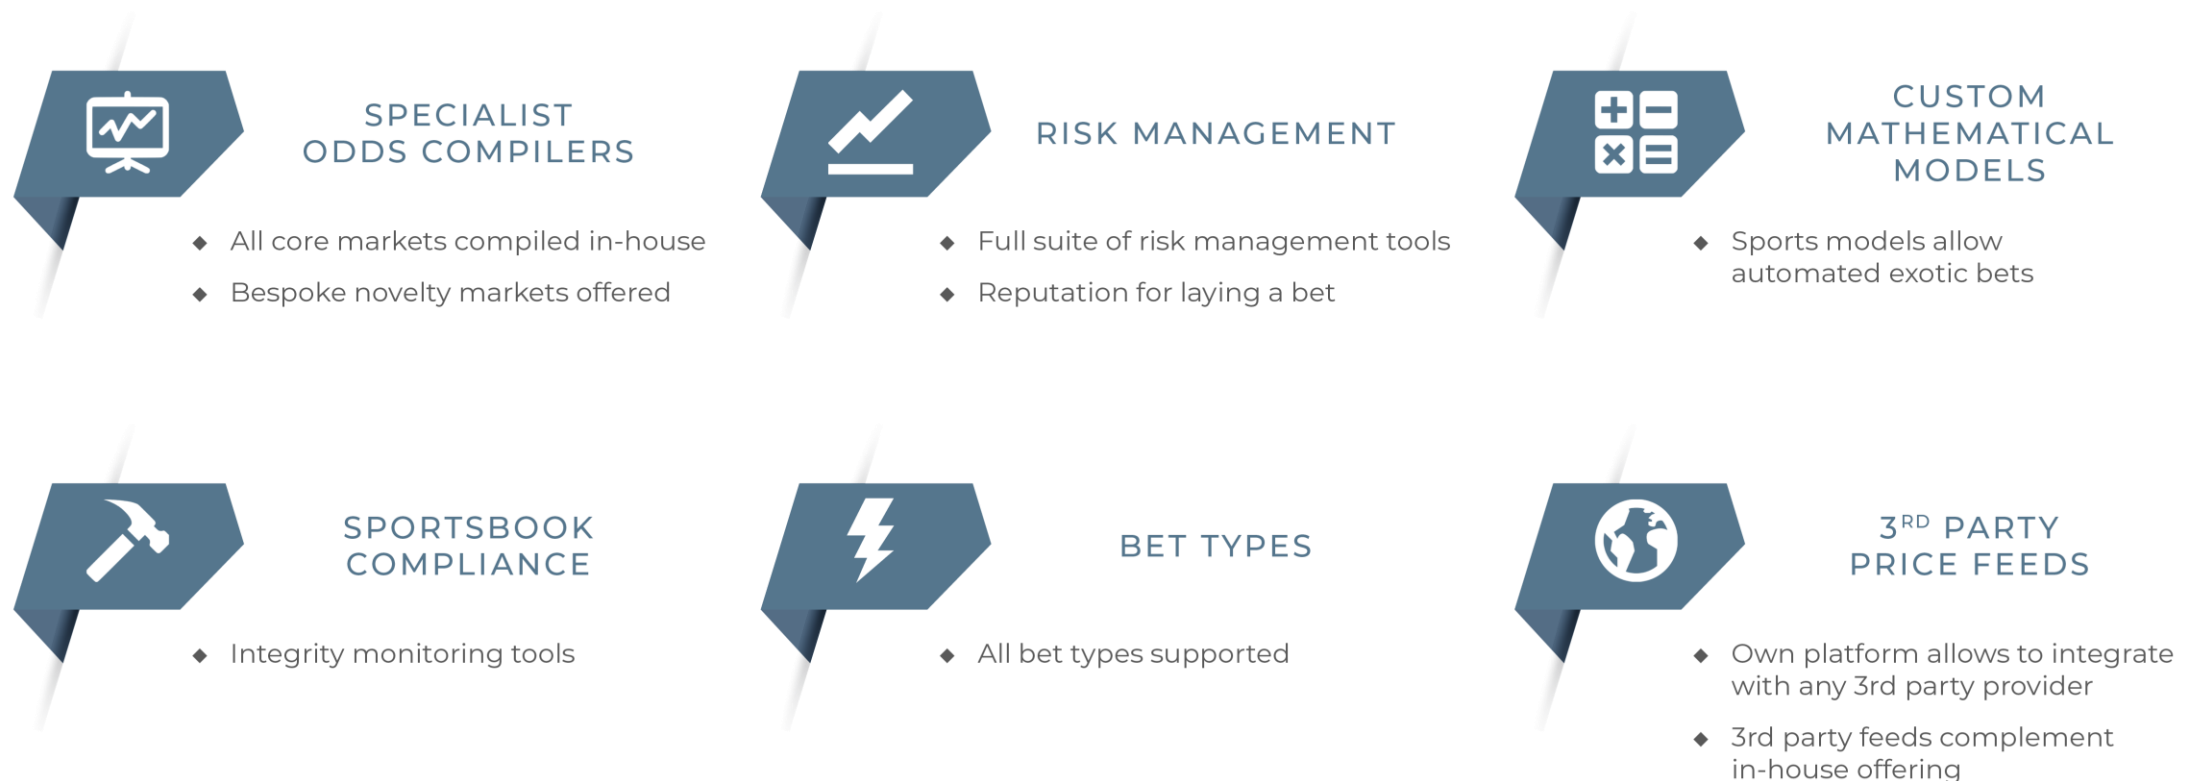 SPECIALIST
ODDS COMPILERS
◆ All core markets compiled in-house
◆ Bespoke novelty markets offered
RISK MANAGEMENT
◆ Full suite of risk management tools
◆ Reputation for laying a bet
CUSTOM
MATHEMATICAL
MODELS
◆ Sports models allow
automated exotic bets
SPORTSBOOK
COMPLIANCE
◆ Integrity monitoring tools
BET TYPES
◆ All bet types supported
3RD PARTY
PRICE FEEDS
◆ Own platform allows to integrate
with any 3rd party provider
◆ 3rd party feeds complement
in-house offering